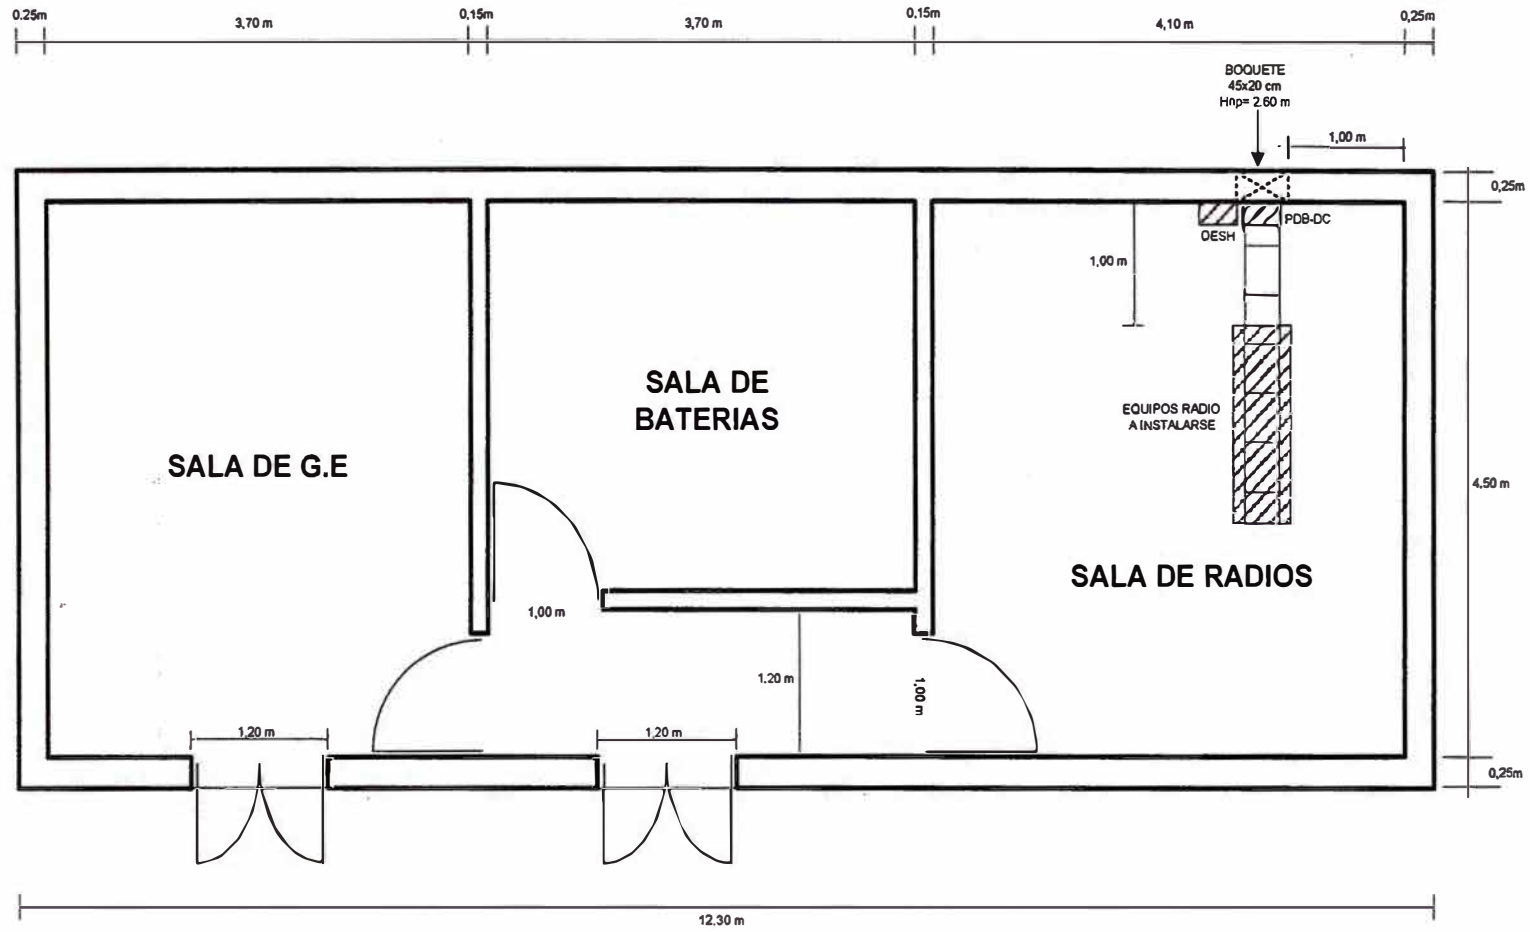 0.25m
3,70 m
0,15m
3,70 m
0,15m
4,10 m
0,25m
BOQUETE
45x20 cm
Hnp= 2.60 m
1,00 m
0,25m
PDB-DC
OESH
1,00 m
SALA DE
BATERIAS
EQUIPOS RADIO
A INSTALARSE
SALA DE G.E
4,50 m
SALA DE RADIOS
1,00 m
1.20 m
1,00 m
1,20 m
1,20 m
0,25m
12.30 m